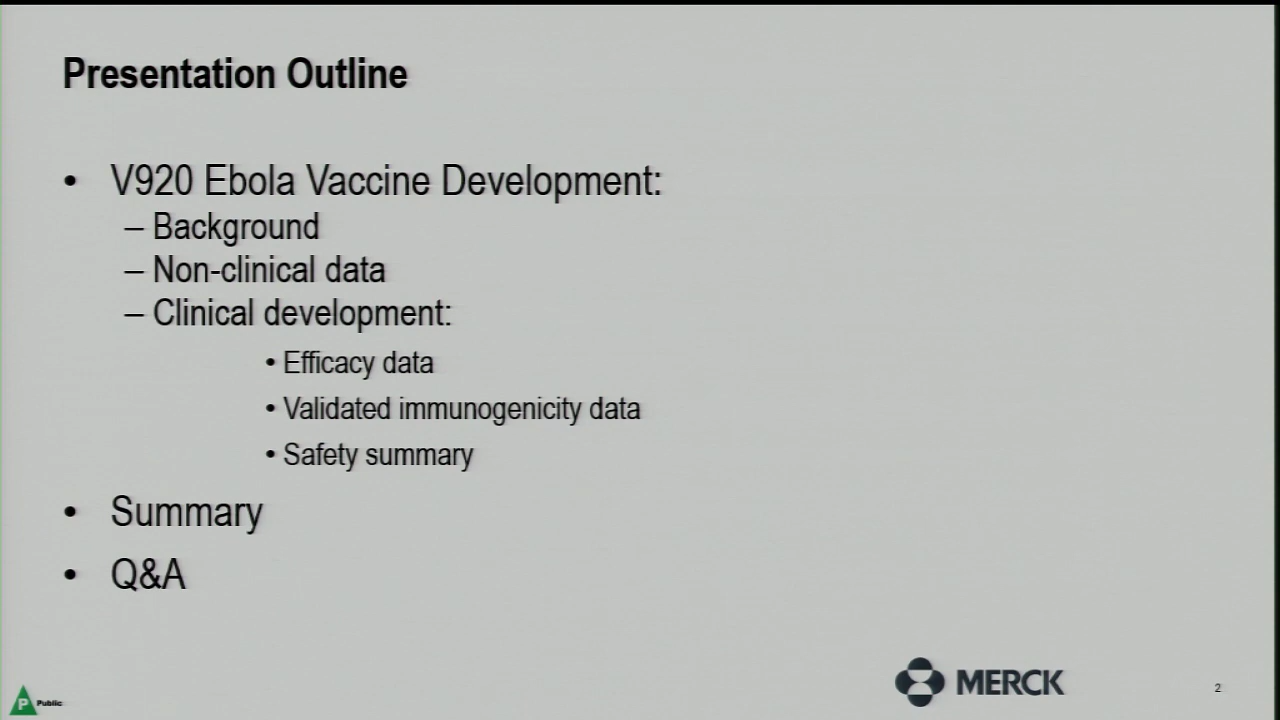 Presentation Outline
• V920 Ebola Vaccine Development:
– Background
– Non-clinical data
– Clinical development:
• Efficacy data
• Validated immunogenicity data
• Safety summary
• Summary
• Q&A
P Public
MERCK
2